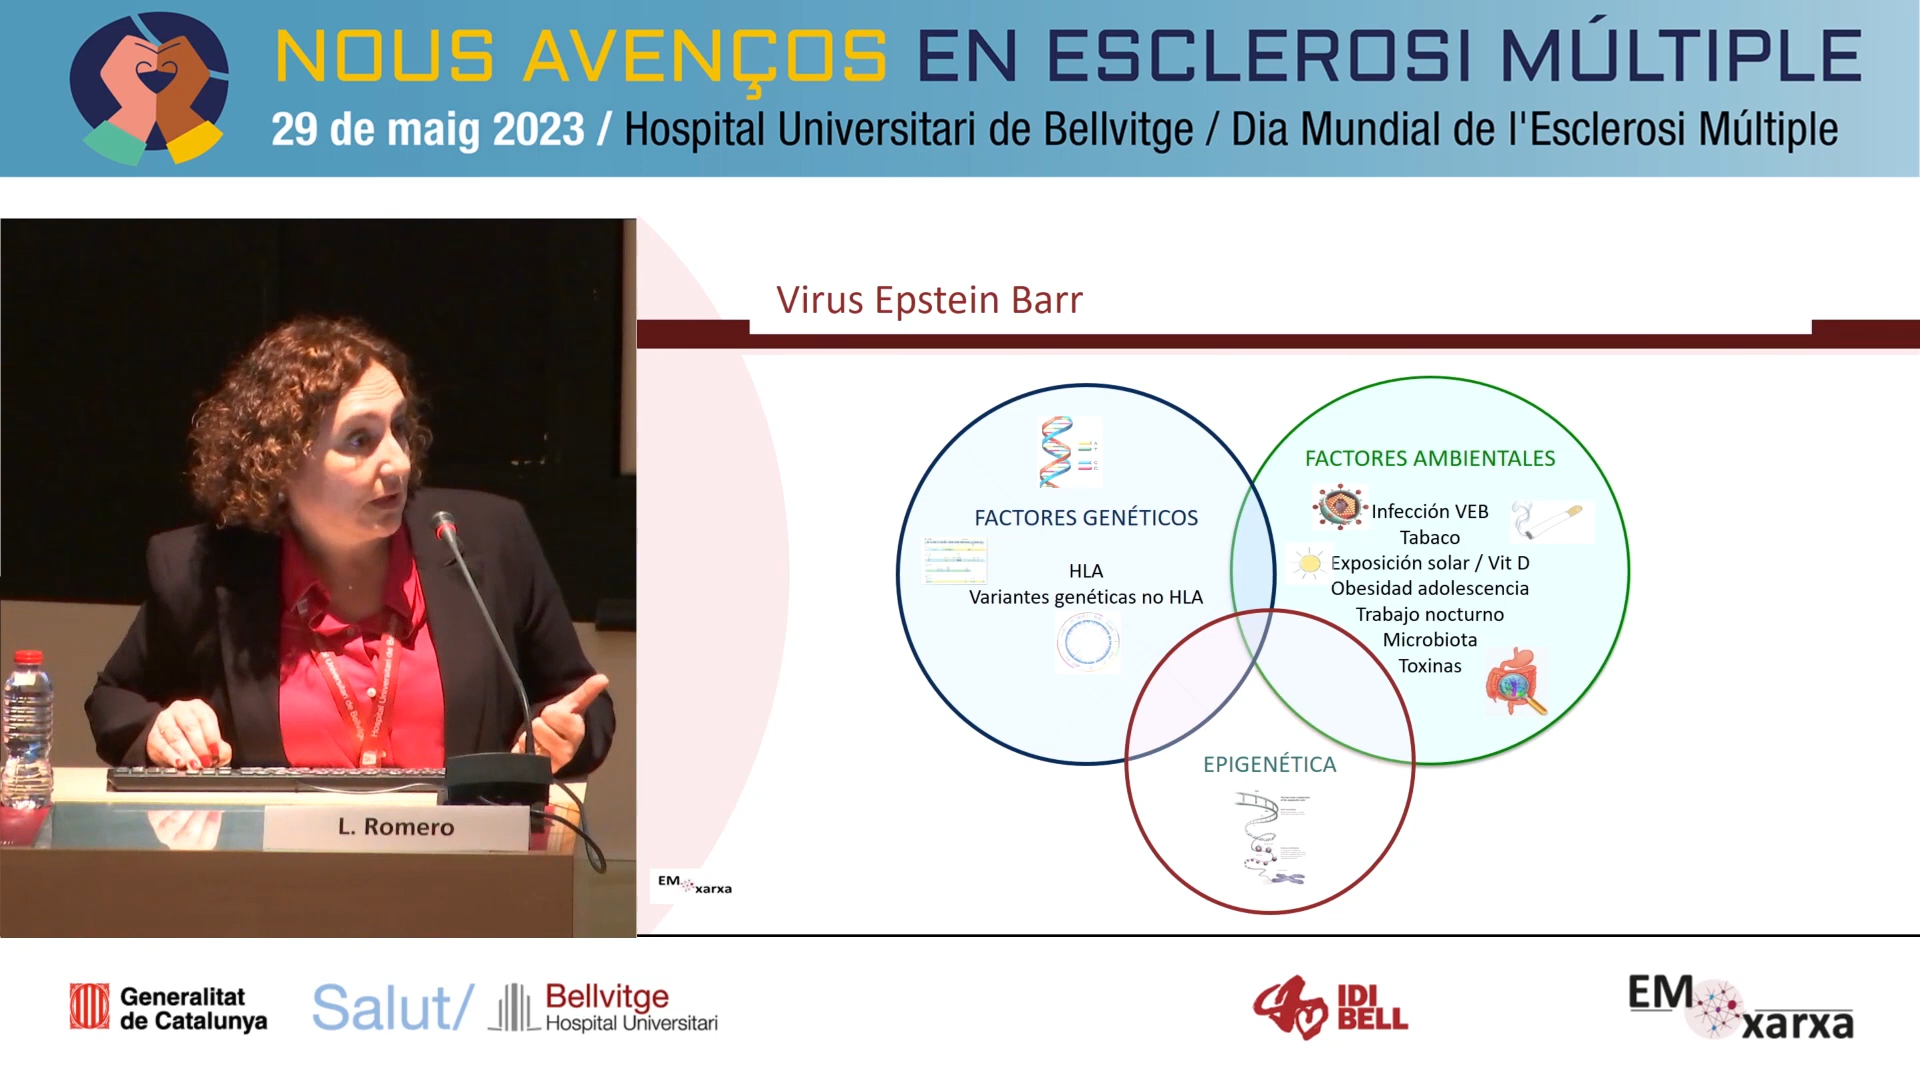 NOUS AVENÇOS EN ESCLEROSI MÚLTIPLE
29 de maig 2023 / Hospital Universitari de Bellvitge / Dia Mundial de l'Esclerosi Múltiple
Virus Epstein Barr
FACTORES GENÉTICOS
HLA
Variantes genéticas no HLA
FACTORES AMBIENTALES
Infección VEB
Tabaco
Exposición solar / Vit D
Obesidad adolescencia
Trabajo nocturno
Microbiota
Toxinas
EPIGENÉTICA
L. Romero
EM
xarxa
Generalitat
de Catalunya
Salut/
Bellvitge
Hospital Universitari
IDI
BELL
EM
xarxa